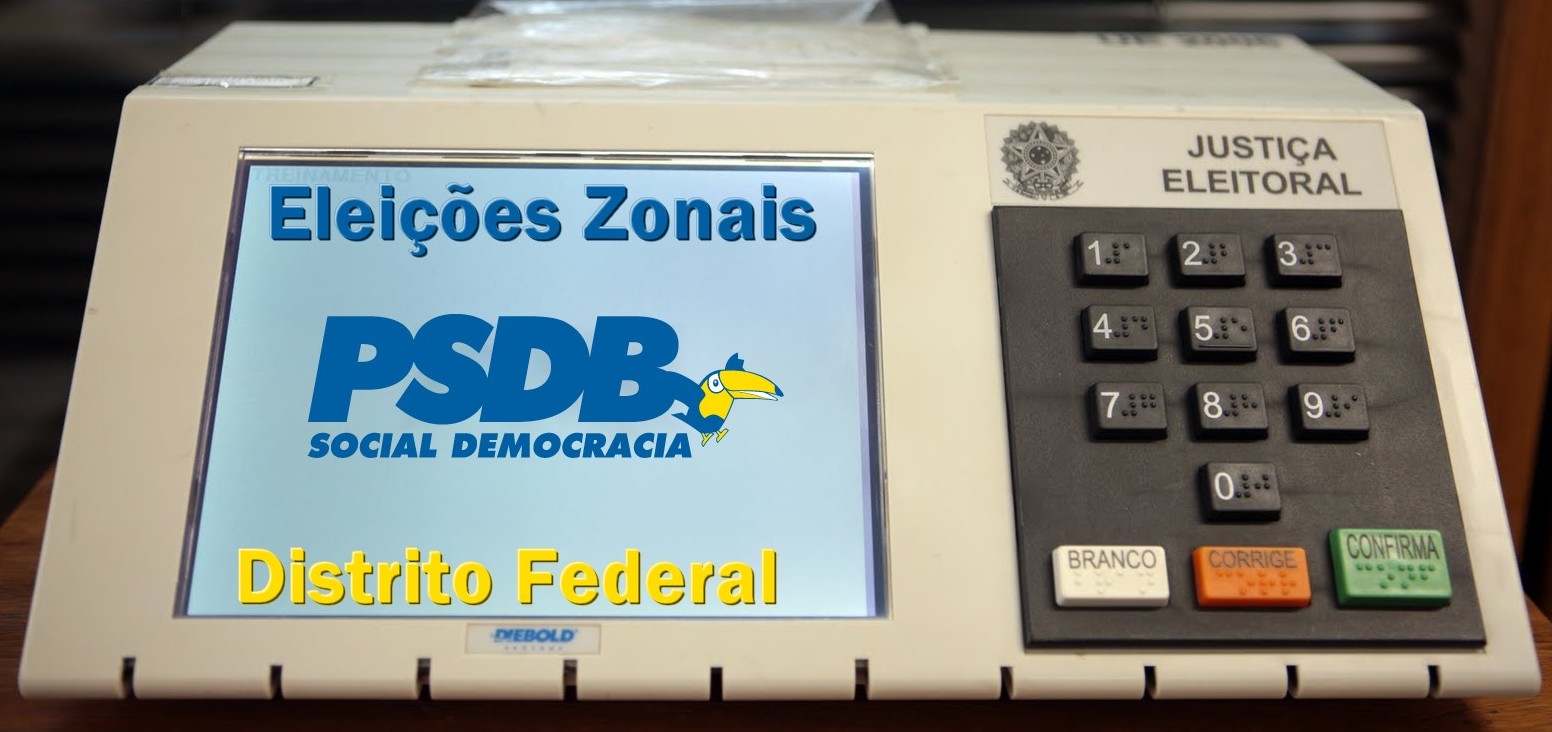 TREINAMENTO
Eleições Zonais
PSDB
SOCIAL DEMOCRACIA
Distrito Federal
DIEBOLD
JUSTIÇA
ELEITORAL
1 2 3
4 5 6
7 8 9
0
BRANCO CORRIGE CONFIRMA